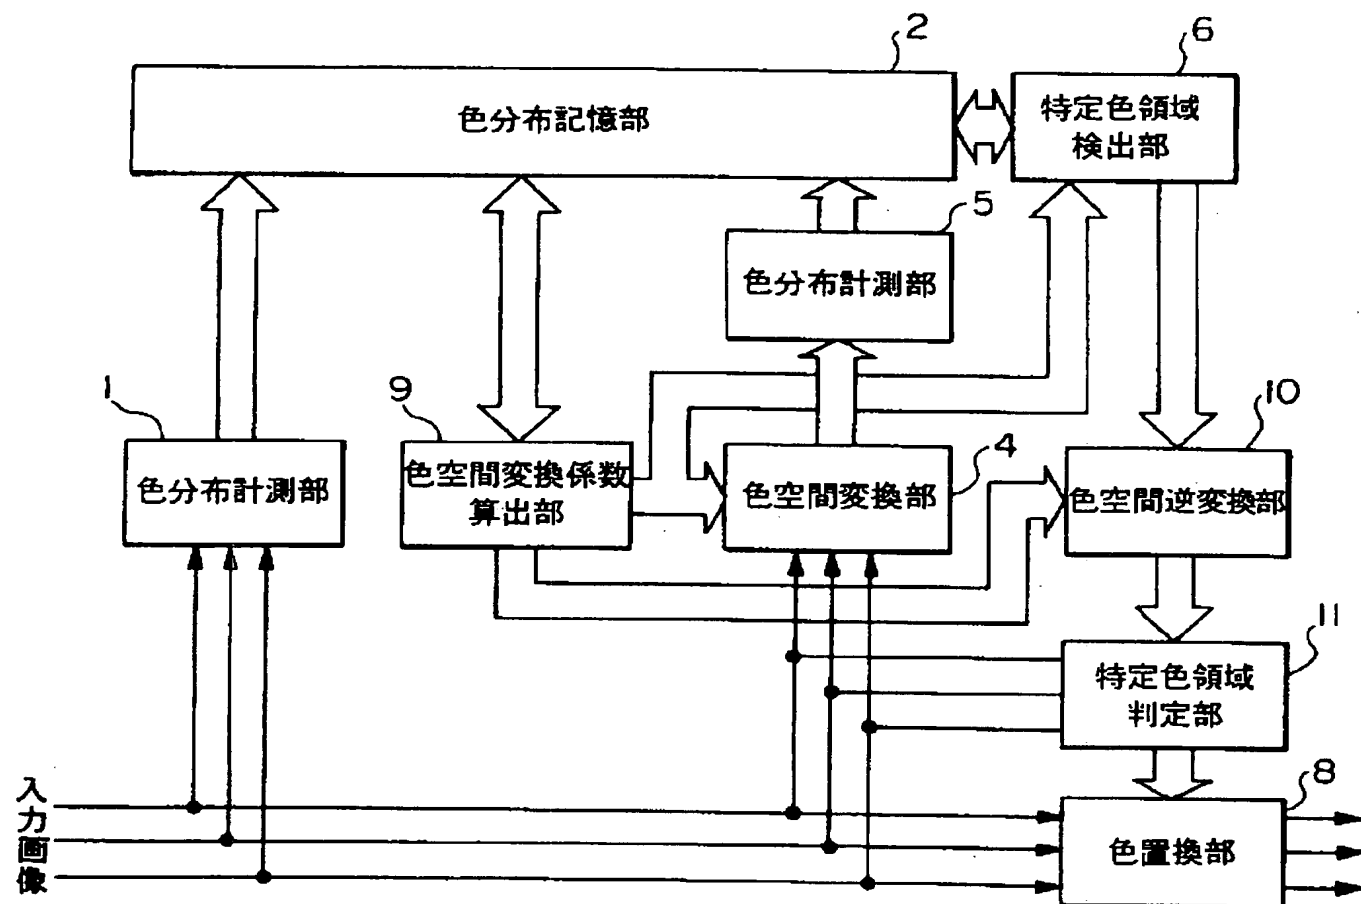 2
6
色分布記憶部
特定色領域
検出部
5
色分布計測部
1
9
10
色分布計測部
色空間変換係数
算出部
4
色空間変換部
色空間逆変換部
11
特定色領域
判定部
8
入力画像
色置換部